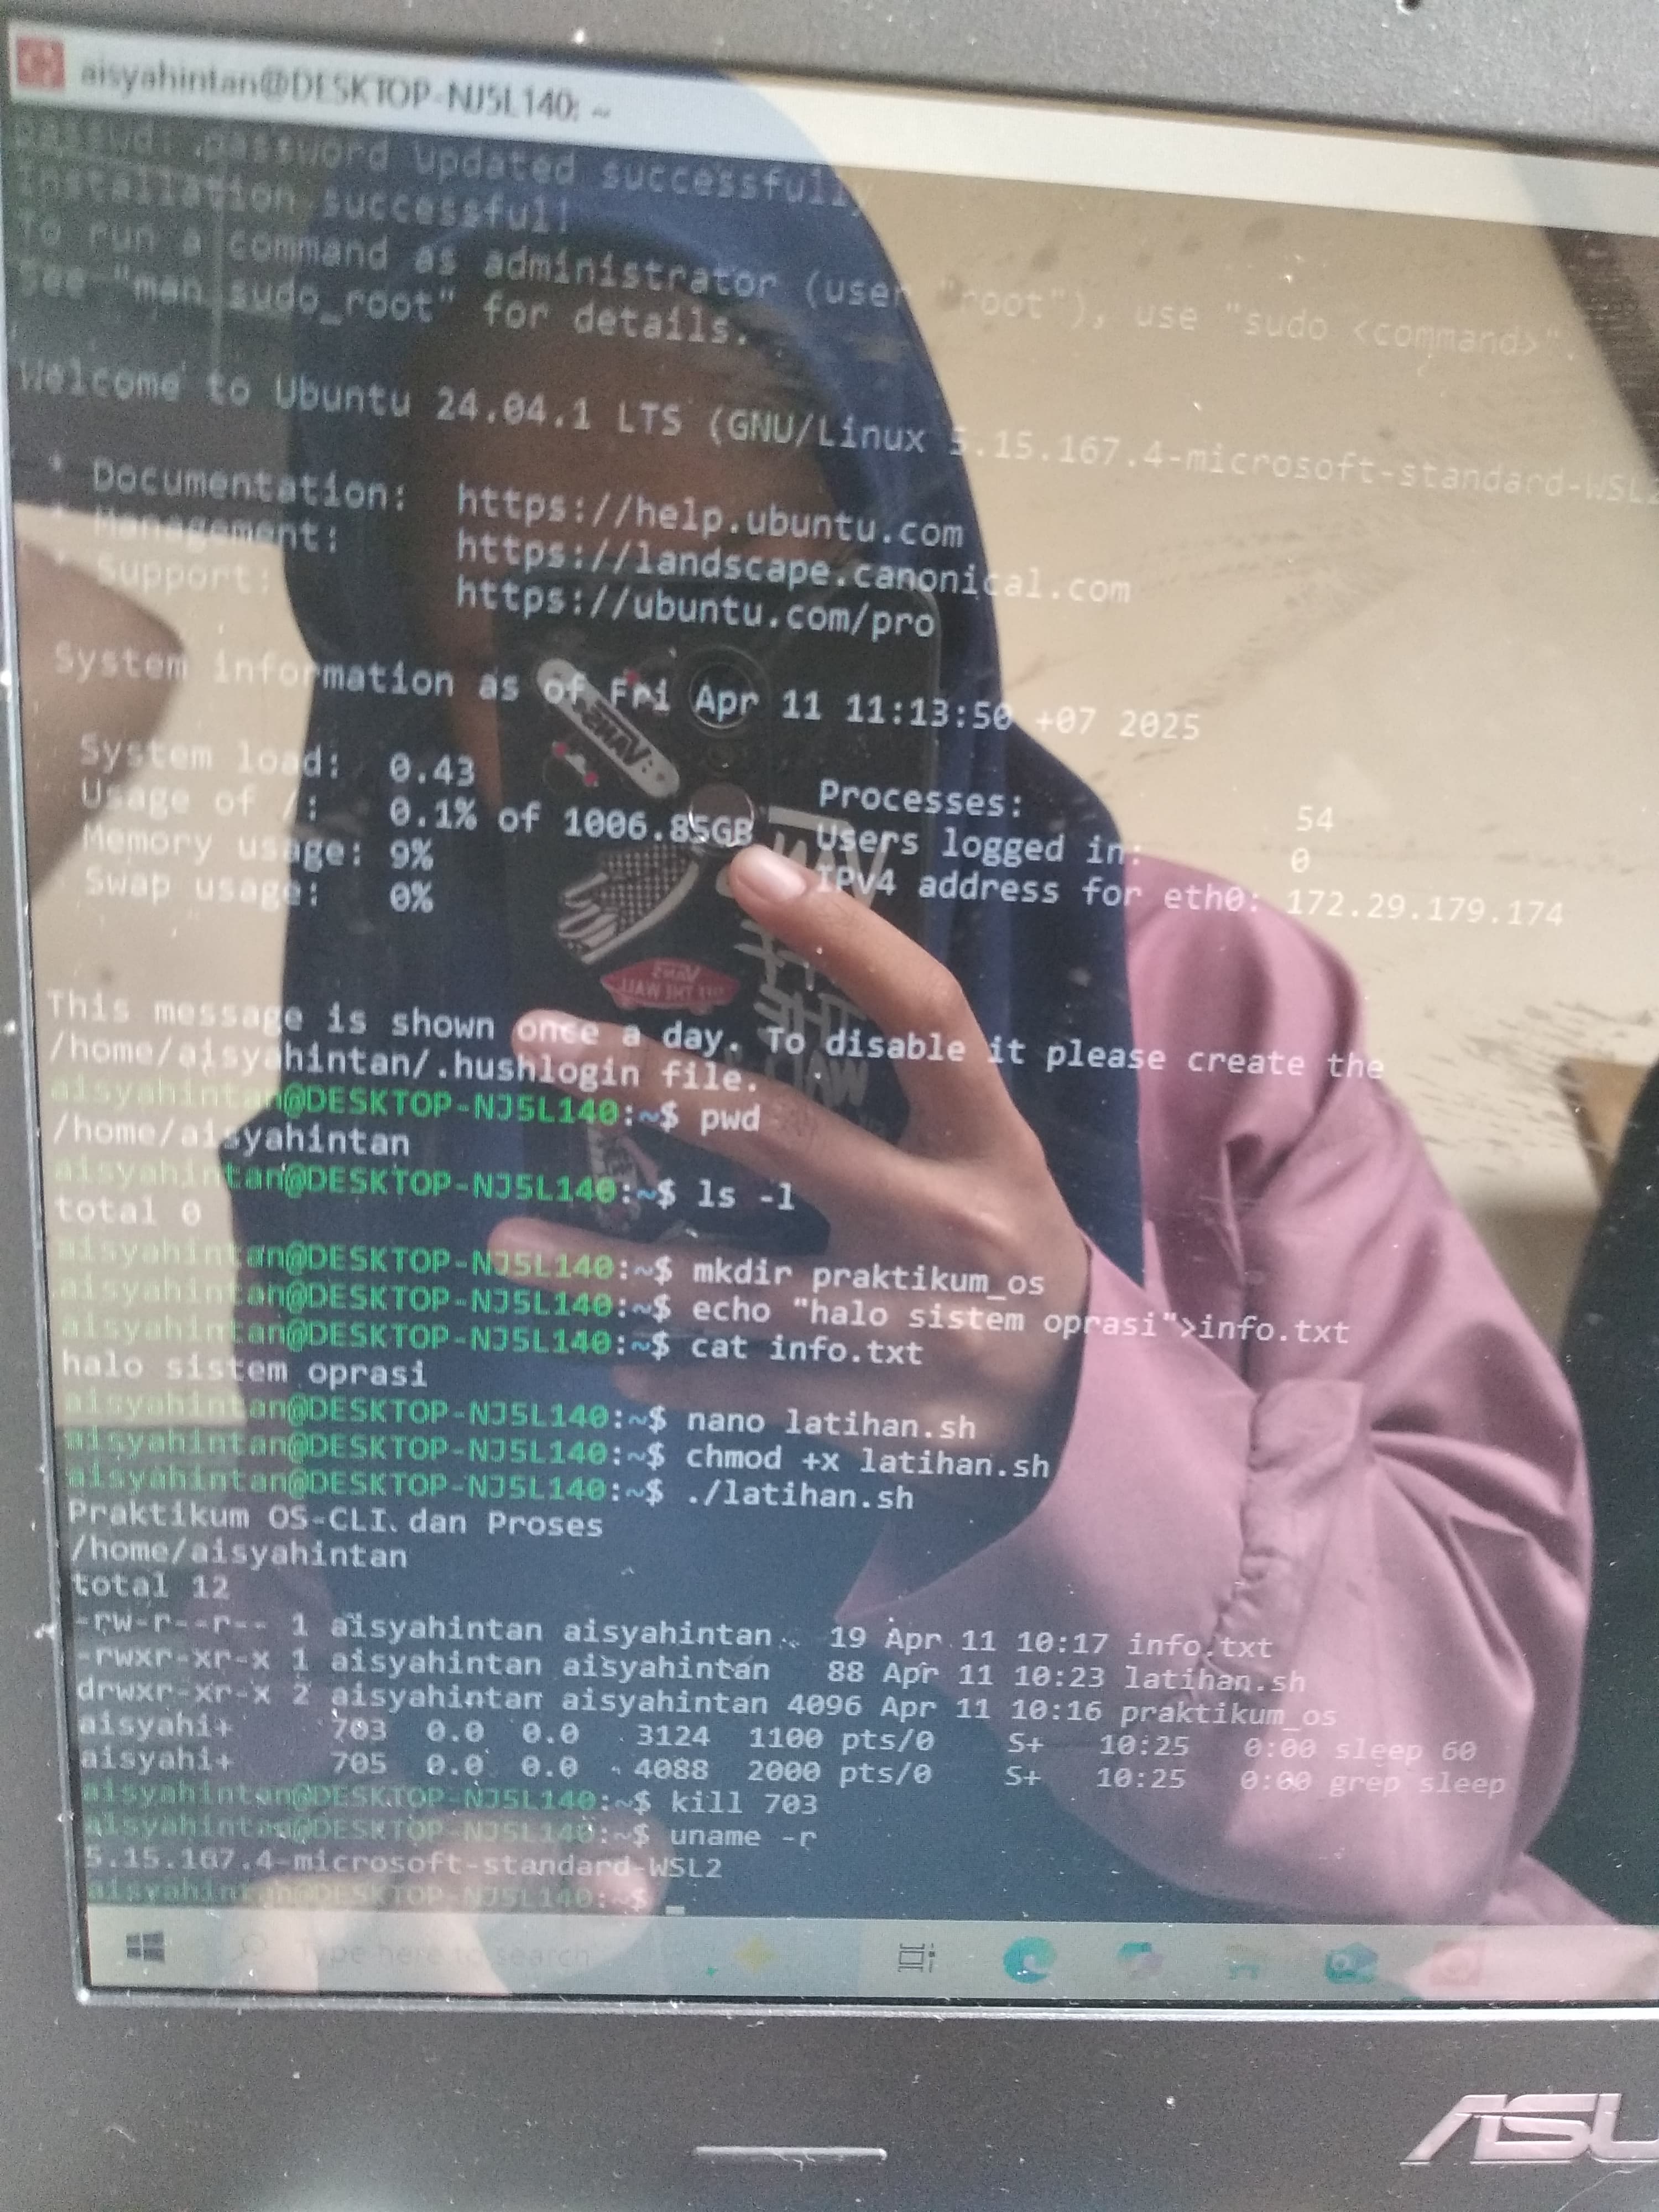 aisyahintan@DESKTOP-NJ5L140: ~
passwd: password updated successfully
Installation successful!
To run a command as administrator (user "root"), use "sudo <command>".
See "man sudo_root" for details.
Welcome to Ubuntu 24.04.1 LTS (GNU/Linux 5.15.167.4-microsoft-standard-WSL2
* Documentation: https://help.ubuntu.com
* Management: https://landscape.canonical.com
* Support: https://ubuntu.com/pro
System information as of Fri Apr 11 11:13:50 +07 2025
System load: 0.43 Processes: 54
Usage of /: 0.1% of 1006.85GB Users logged in: 0
Memory usage: 9% IPv4 address for eth0: 172.29.179.174
Swap usage: 0%
This message is shown once a day. To disable it please create the
/home/aisyahintan/.hushlogin file.
aisyahintan@DESKTOP-NJ5L140:~$ pwd
/home/aisyahintan
aisyahintan@DESKTOP-NJ5L140:~$ ls -l
total 0
aisyahintan@DESKTOP-NJ5L140:~$ mkdir praktikum_os
aisyahintan@DESKTOP-NJ5L140:~$ echo "halo sistem oprasi">info.txt
aisyahintan@DESKTOP-NJ5L140:~$ cat info.txt
halo sistem oprasi
aisyahintan@DESKTOP-NJ5L140:~$ nano latihan.sh
aisyahintan@DESKTOP-NJ5L140:~$ chmod +x latihan.sh
aisyahintan@DESKTOP-NJ5L140:~$ ./latihan.sh
Praktikum OS-CLI dan Proses
/home/aisyahintan
total 12
-rw-r--r-- 1 aisyahintan aisyahintan 19 Apr 11 10:17 info.txt
-rwxr-xr-x 1 aisyahintan aisyahintan 88 Apr 11 10:23 latihan.sh
drwxr-xr-x 2 aisyahintan aisyahintan 4096 Apr 11 10:16 praktikum_os
aisyahi+ 703 0.0 0.0 3124 1100 pts/0 S+ 10:25 0:00 sleep 60
aisyahi+ 705 0.0 0.0 4088 2000 pts/0 S+ 10:25 0:00 grep sleep
aisyahintan@DESKTOP-NJ5L140:~$ kill 703
aisyahintan@DESKTOP-NJ5L140:~$ uname -r
5.15.167.4-microsoft-standard-WSL2
aisyahintan@DESKTOP-NJ5L140:~$
Type here to search
VANS
VANS
OFF THE WALL